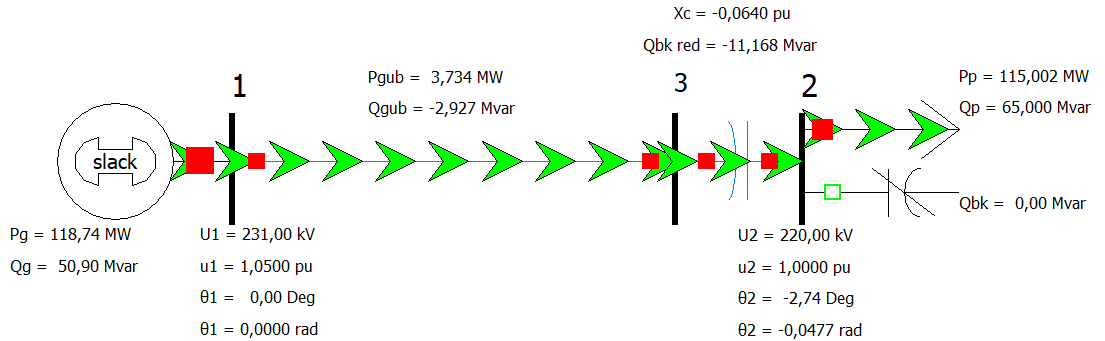 Xc = -0,0640 pu
Qbk red = -11,168 Mvar
1
Pgub =  3,734 MW
Qgub = -2,927 Mvar
3
2
Pp = 115,002 MW
Qp = 65,000 Mvar
slack
Qbk =  0,00 Mvar
Pg = 118,74 MW
Qg =  50,90 Mvar
U1 = 231,00 kV
u1 = 1,0500 pu
θ1 =   0,00 Deg
θ1 = 0,0000 rad
U2 = 220,00 kV
u2 = 1,0000 pu
θ2 =  -2,74 Deg
θ2 = -0,0477 rad